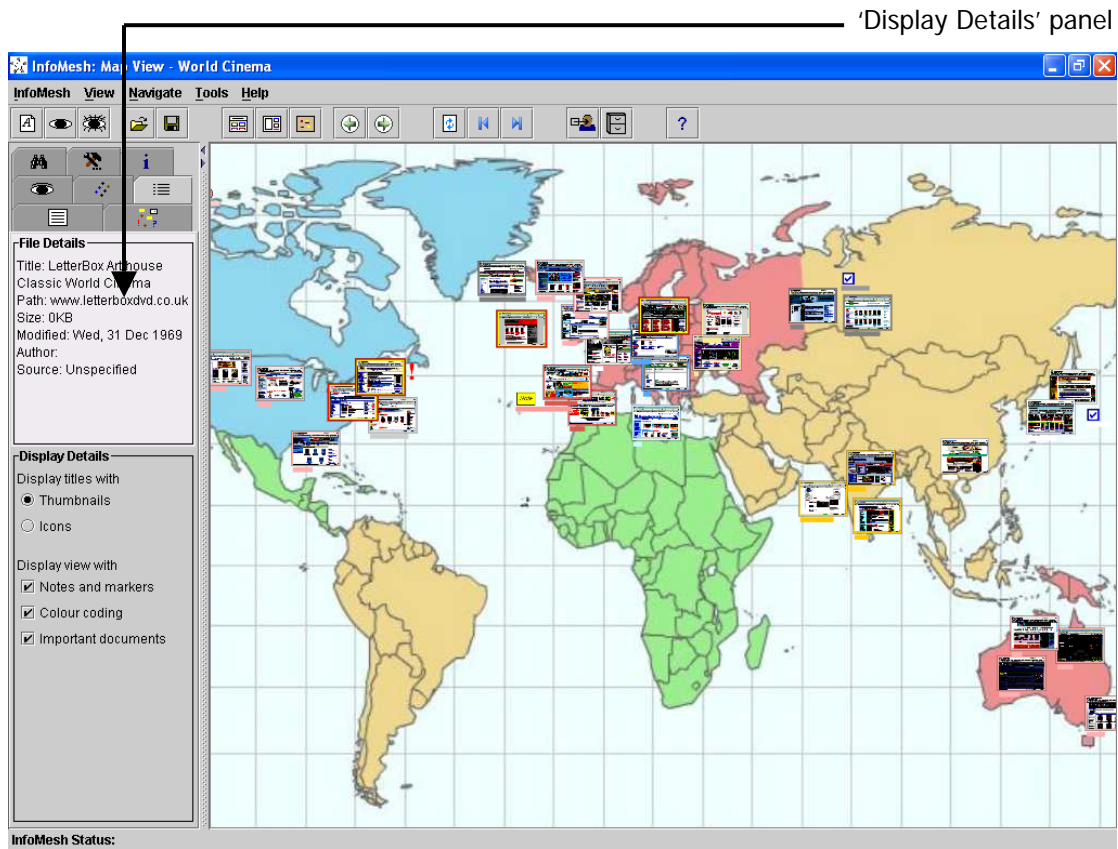 'Display Details' panel
InfoMesh: Map View - World Cinema
InfoMesh View Navigate Tools Help
File Details
Title: LetterBox Arthouse
Classic World Cinema
Path: www.letterboxdvd.co.uk
Size: 0KB
Modified: Wed, 31 Dec 1969
Author:
Source: Unspecified
Display Details
Display titles with
Thumbnails
Icons
Display view with
Notes and markers
Colour coding
Important documents
Note
InfoMesh Status: